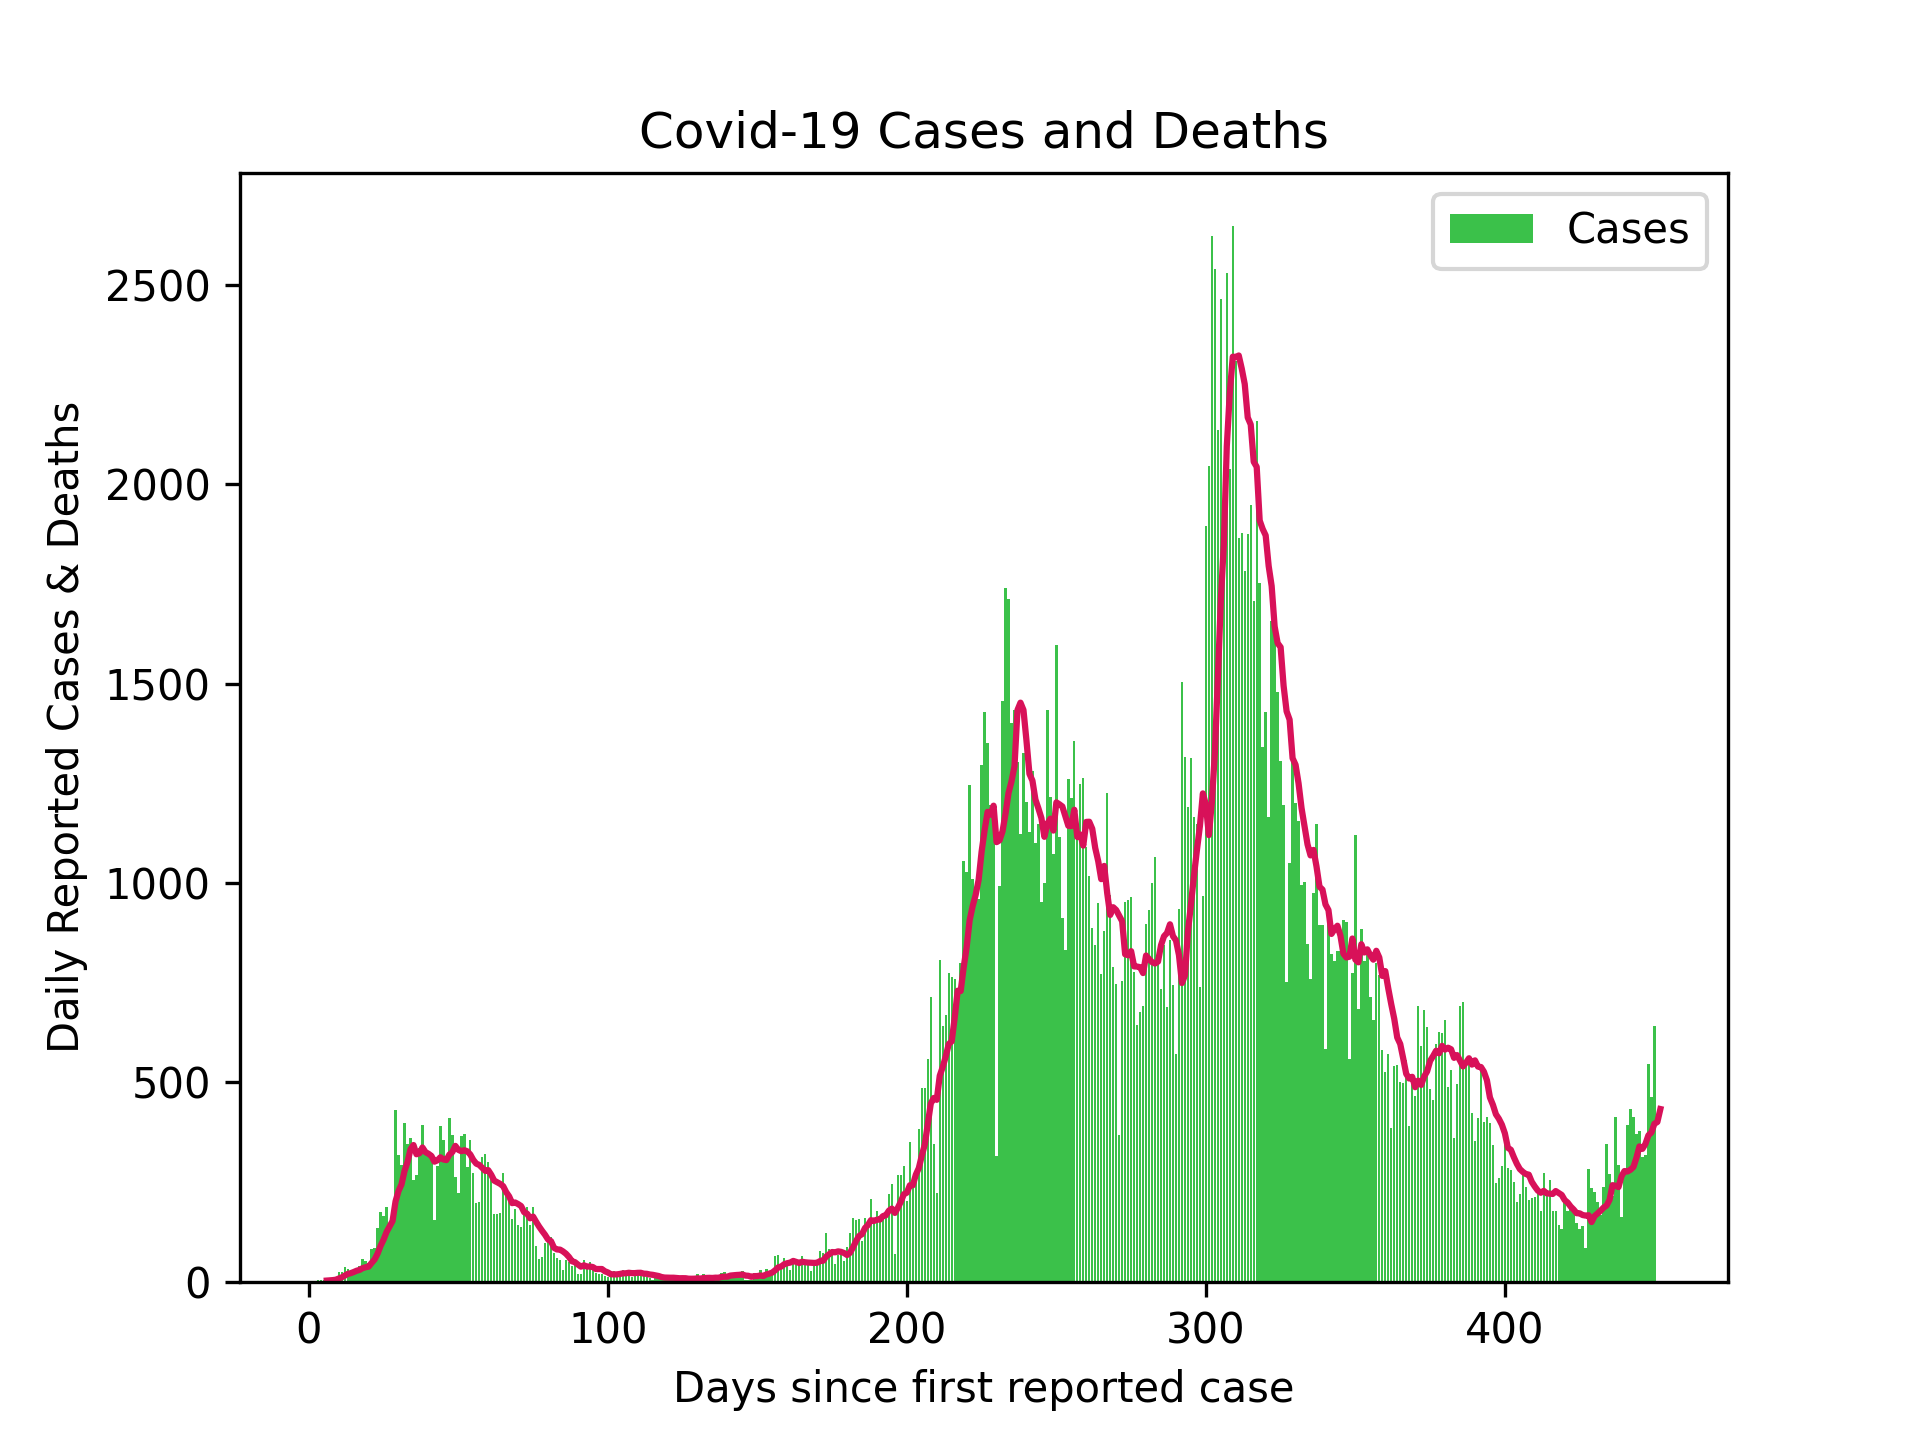 Covid-19 Cases and Deaths
Cases
Daily Reported Cases & Deaths
2500
2000
1500
1000
500
0
0 100 200 300 400
Days since first reported case